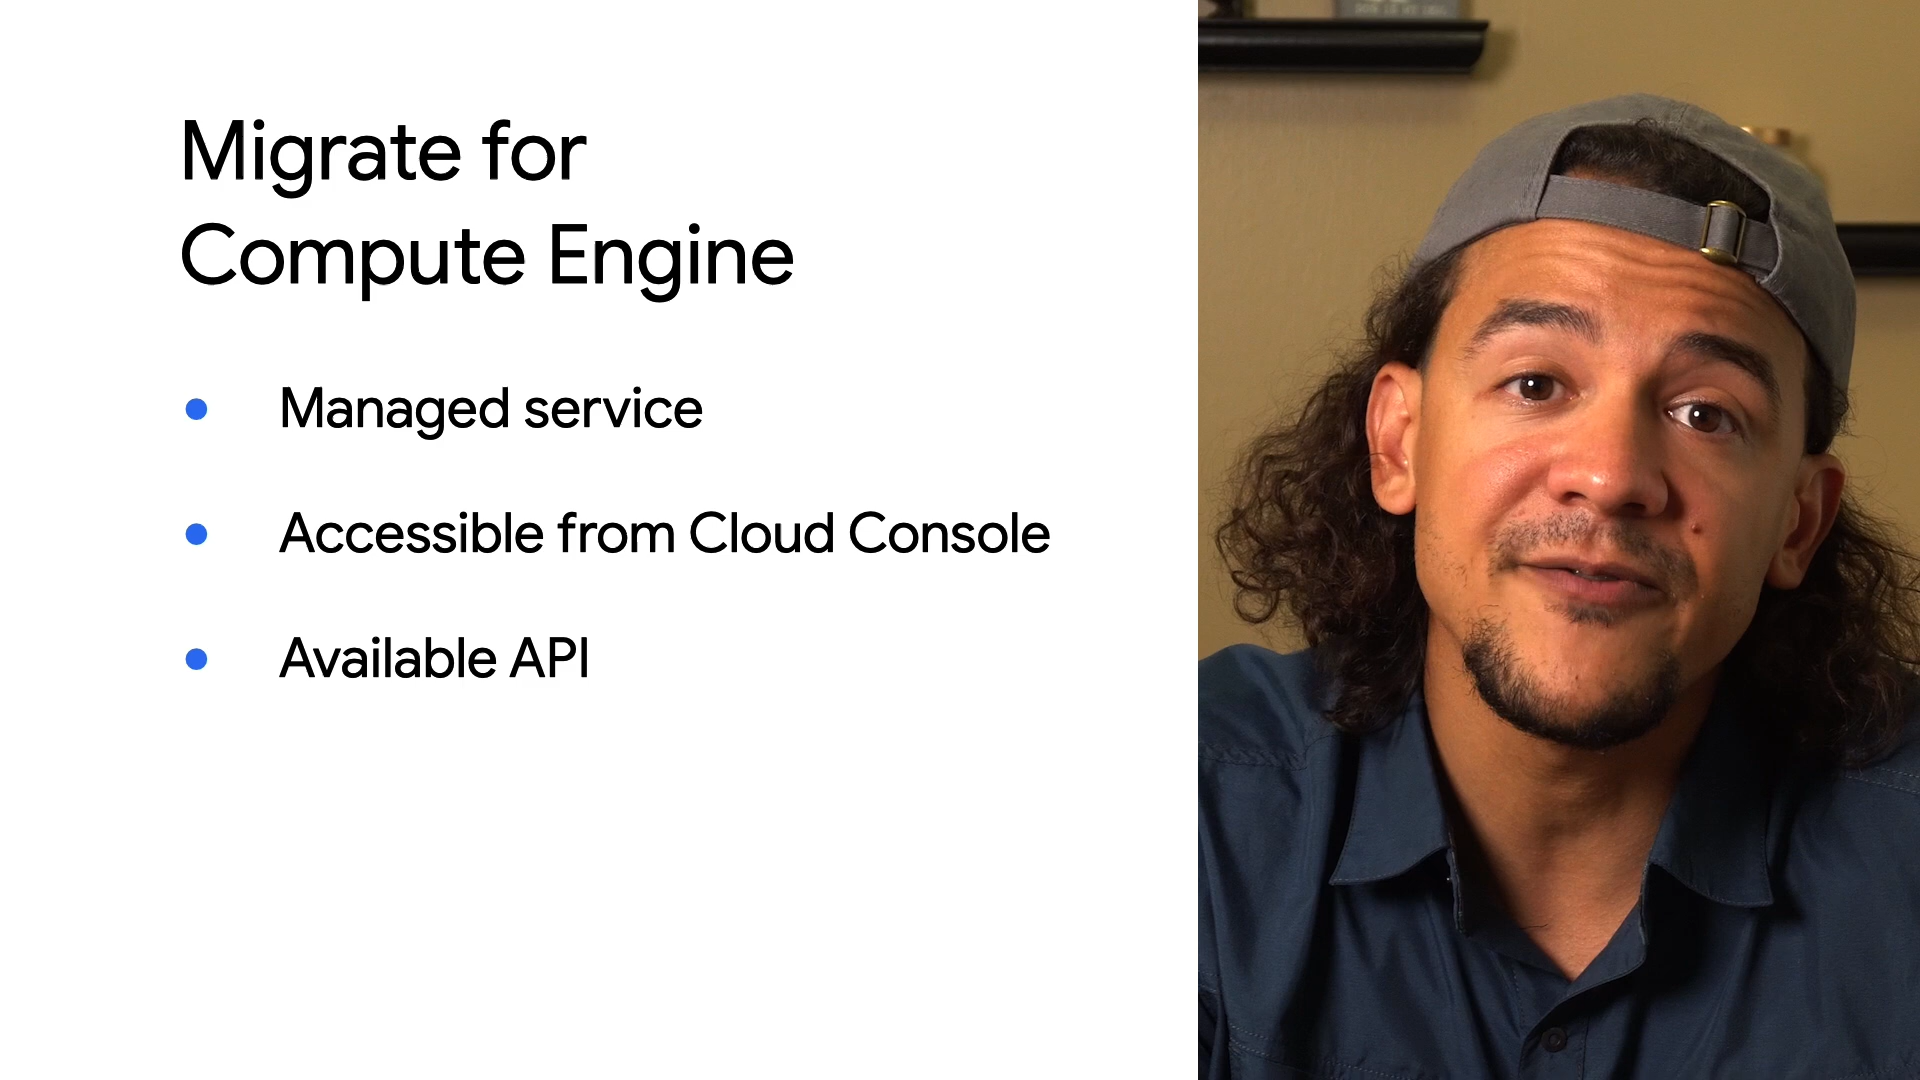 Migrate for
Compute Engine
Managed service
Accessible from Cloud Console
Available API